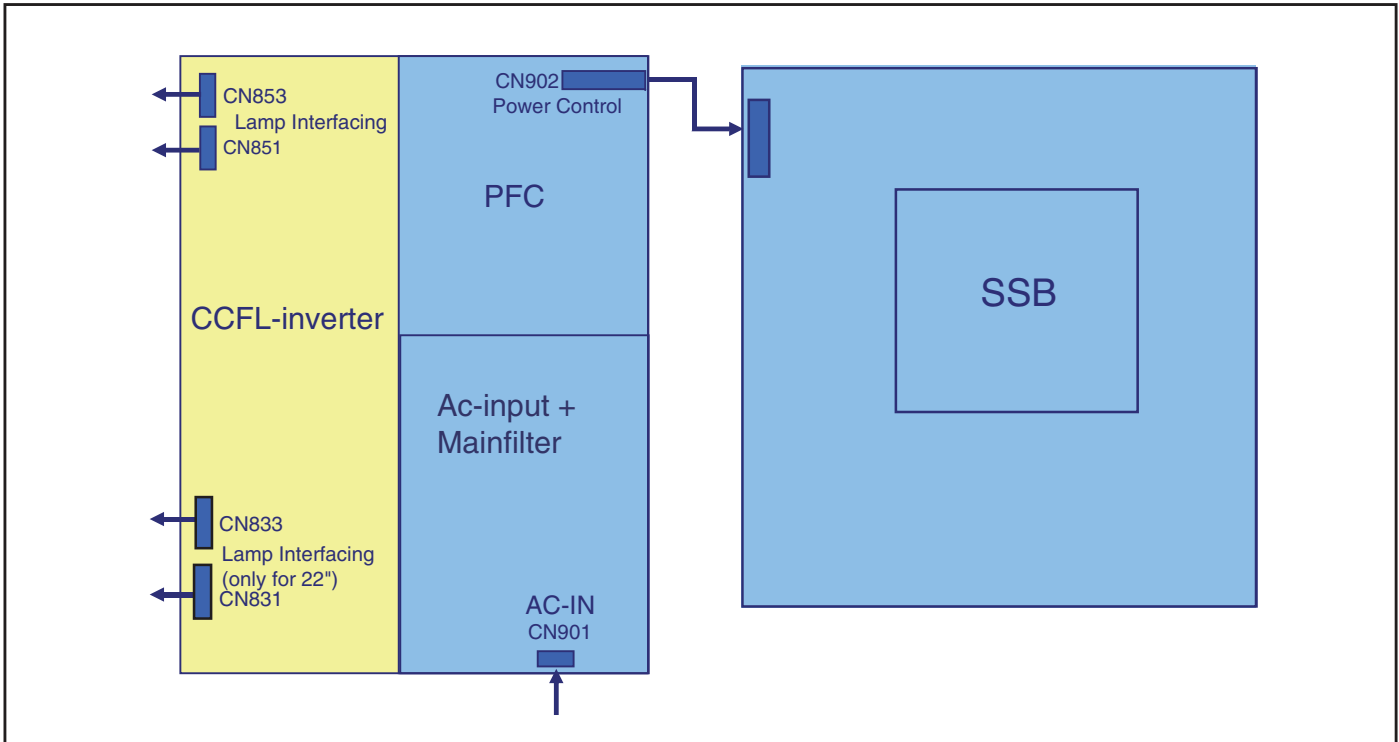 CN853
Lamp Interfacing
CN851
CCFL-inverter
CN833
Lamp Interfacing
(only for 22")
CN831
CN902
Power Control
PFC
Ac-input +
Mainfilter
AC-IN
CN901
SSB